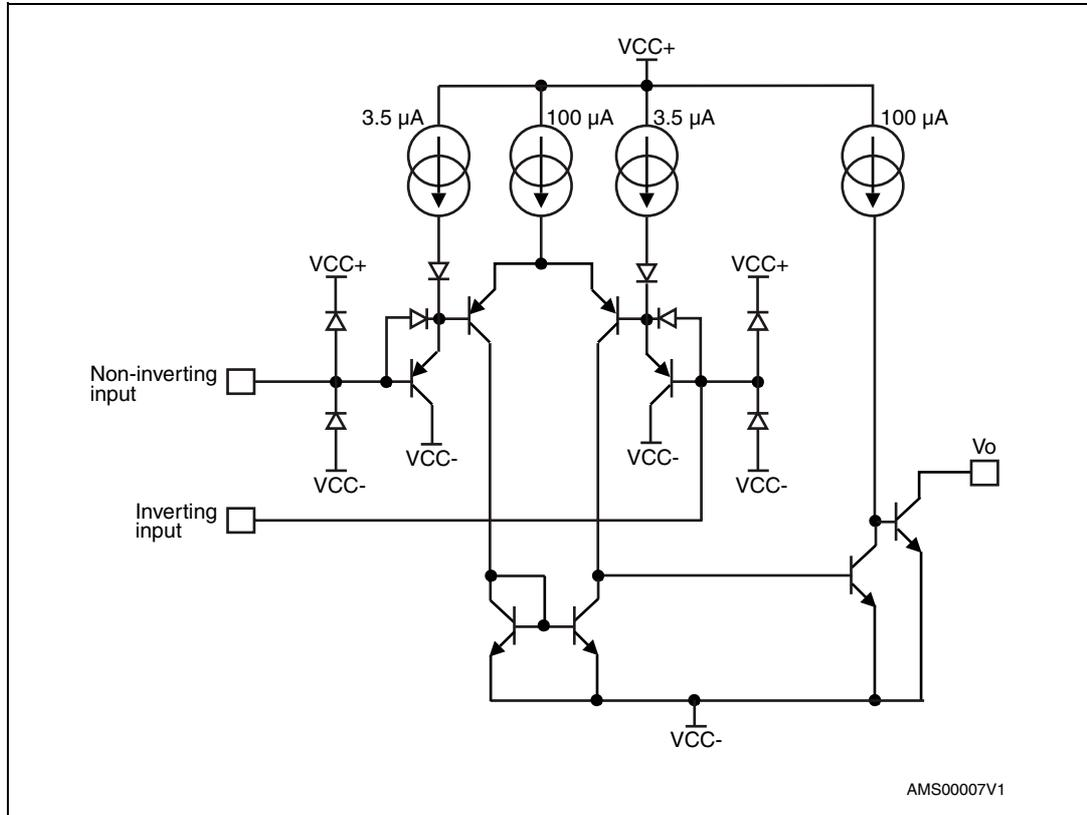 VCC+
3.5 µA
100 µA
3.5 µA
100 µA
VCC+
VCC+
Non-inverting
input
VCC-
VCC-
VCC-
VCC-
Vo
Inverting
input
VCC-
AMS00007V1